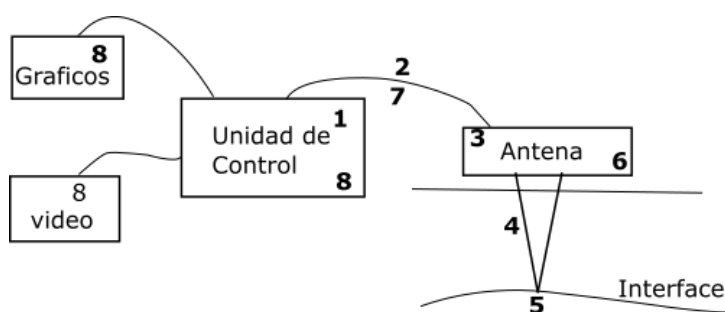 8
Graficos
2
7
1
Unidad de
Control
8
3
Antena
6
8
video
4
Interface
5